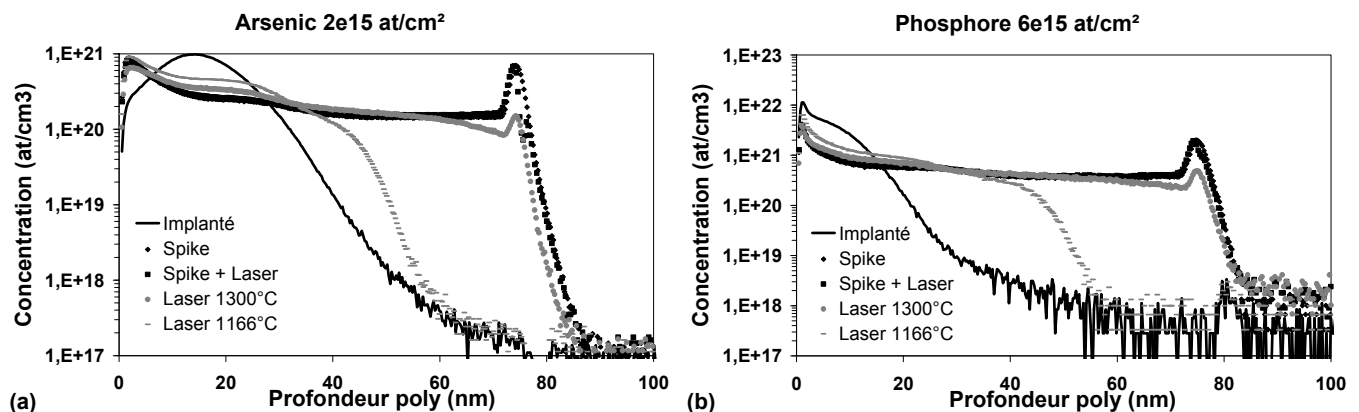 Arsenic 2e15 at/cm²
(a)
Concentration (at/cm3)
1,E+21
1,E+20
1,E+19
1,E+18
1,E+17
Implanté
Spike
Spike + Laser
Laser 1300°C
Laser 1166°C
0 20 40 60 80 100
Profondeur poly (nm)
Phosphore 6e15 at/cm²
(b)
Concentration (at/cm3)
1,E+23
1,E+22
1,E+21
1,E+20
1,E+19
1,E+18
1,E+17
Implanté
Spike
Spike + Laser
Laser 1300°C
Laser 1166°C
0 20 40 60 80 100
Profondeur poly (nm)